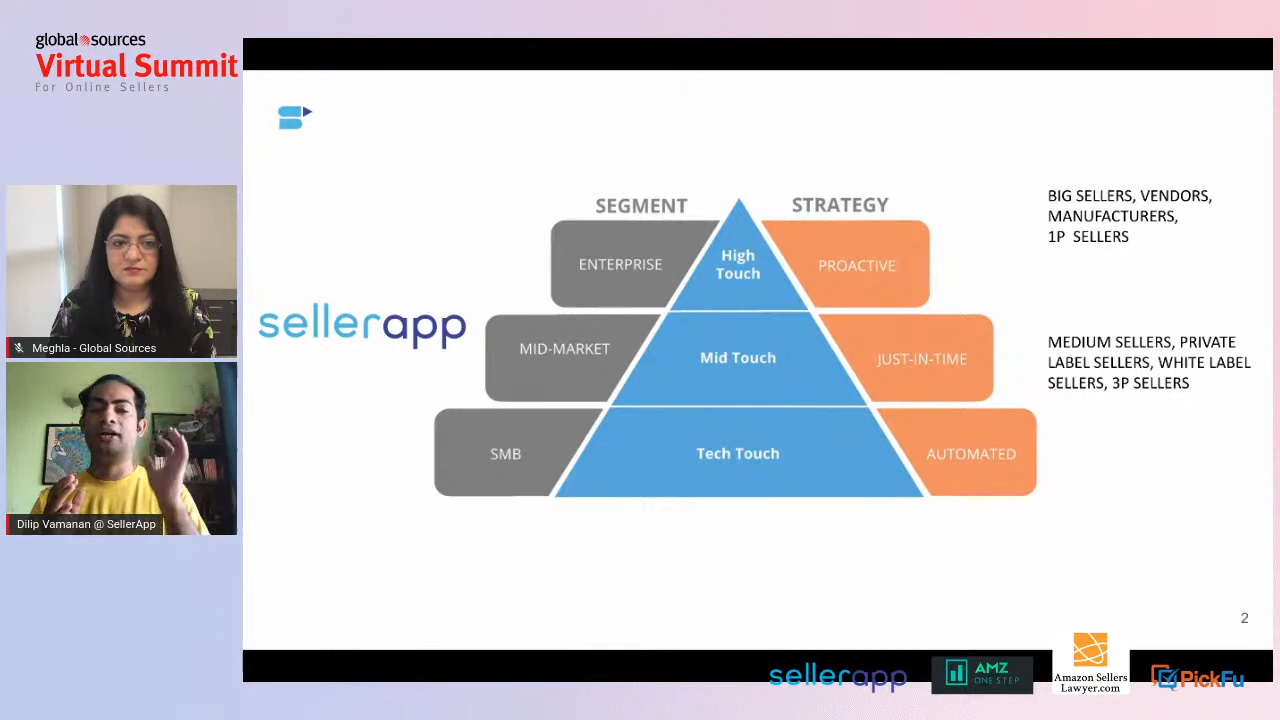 global sources
Virtual Summit
For Online Sellers
Meghla - Global Sources
Dilip Vamanan @ SellerApp
sellerapp
SEGMENT
STRATEGY
ENTERPRISE
High
Touch
PROACTIVE
MID-MARKET
Mid Touch
JUST-IN-TIME
SMB
Tech Touch
AUTOMATED
BIG SELLERS, VENDORS,
MANUFACTURERS,
1P SELLERS
MEDIUM SELLERS, PRIVATE
LABEL SELLERS, WHITE LABEL
SELLERS, 3P SELLERS
2
sellerapp
AMZ
ONE STEP
Amazon Sellers
Lawyer.com
PickFu